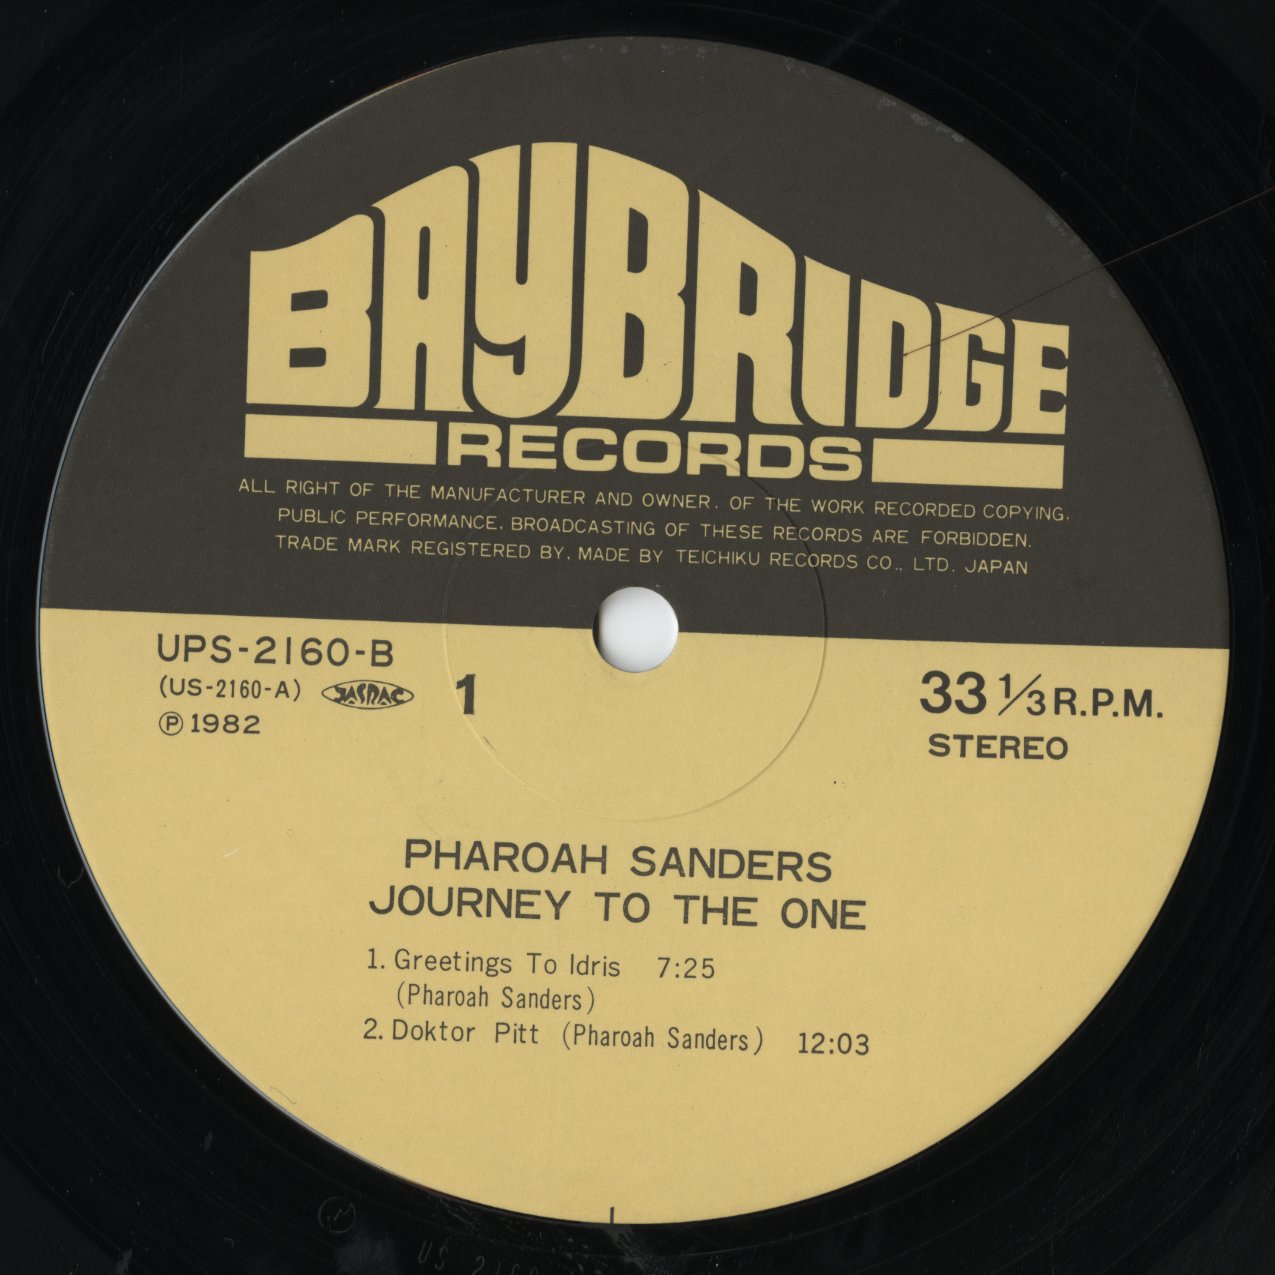 BAYBRIDGE
RECORDS
ALL RIGHT OF THE MANUFACTURER AND OWNER. OF THE WORK RECORDED COPYING,
PUBLIC PERFORMANCE, BROADCASTING OF THESE RECORDS ARE FORBIDDEN.
TRADE MARK REGISTERED BY, MADE BY TEICHIKU RECORDS CO., LTD. JAPAN
UPS-2160-B
(US-2160-A) JASRAC 1
Ⓟ1982
33 1/3 R.P.M.
STEREO
PHAROAH SANDERS
JOURNEY TO THE ONE
1. Greetings To Idris 7:25
(Pharoah Sanders)
2. Doktor Pitt (Pharoah Sanders) 12:03